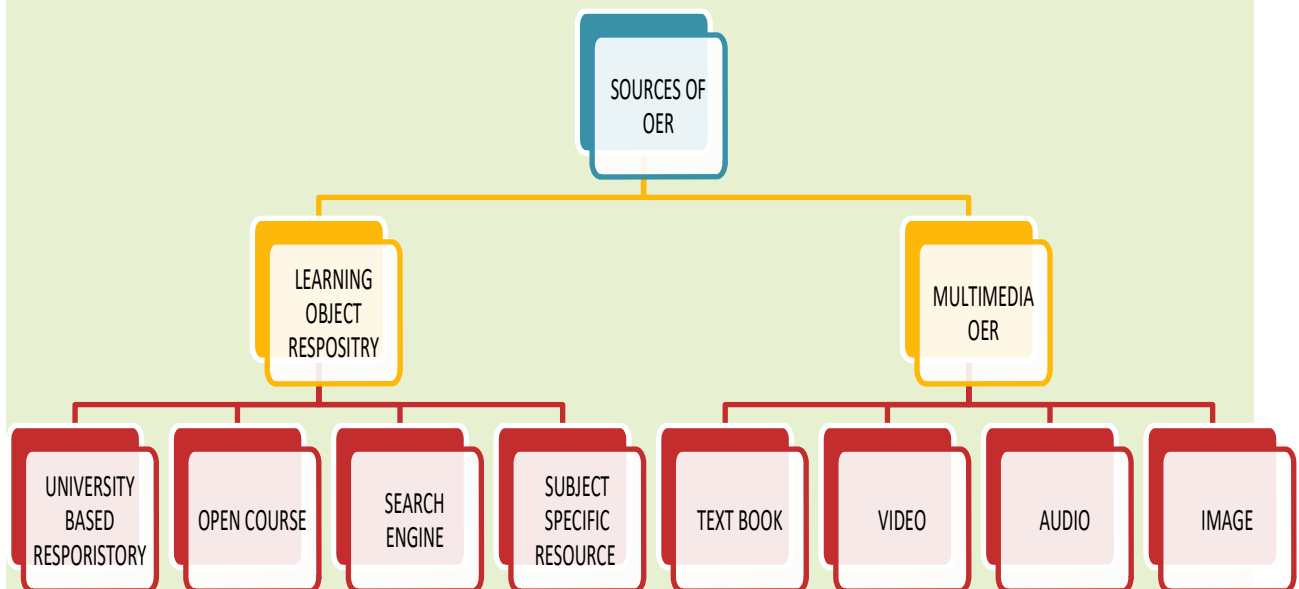 SOURCES OF
OER
LEARNING
OBJECT
RESPOSITRY
MULTIMEDIA
OER
UNIVERSITY
BASED
RESPORISTORY
OPEN COURSE
SEARCH
ENGINE
SUBJECT
SPECIFIC
RESOURCE
TEXT BOOK
VIDEO
AUDIO
IMAGE